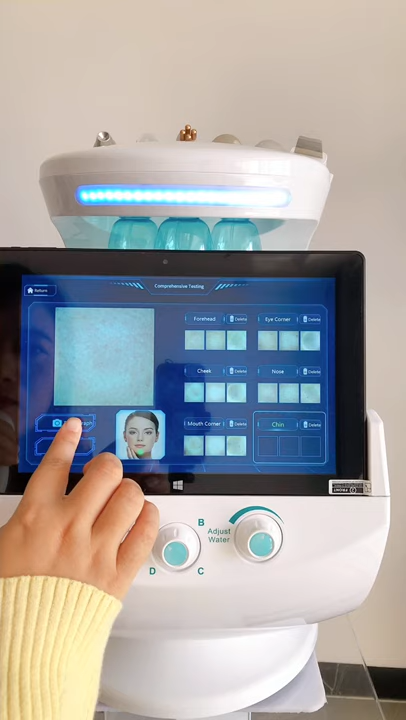 Comprehensive Testing
Return
Forehead
Delete
Eye Corner
Delete
Cheek
Delete
Nose
Delete
Mouth Corner
Delete
Chin
Delete
B
Adjust
Water
D
C